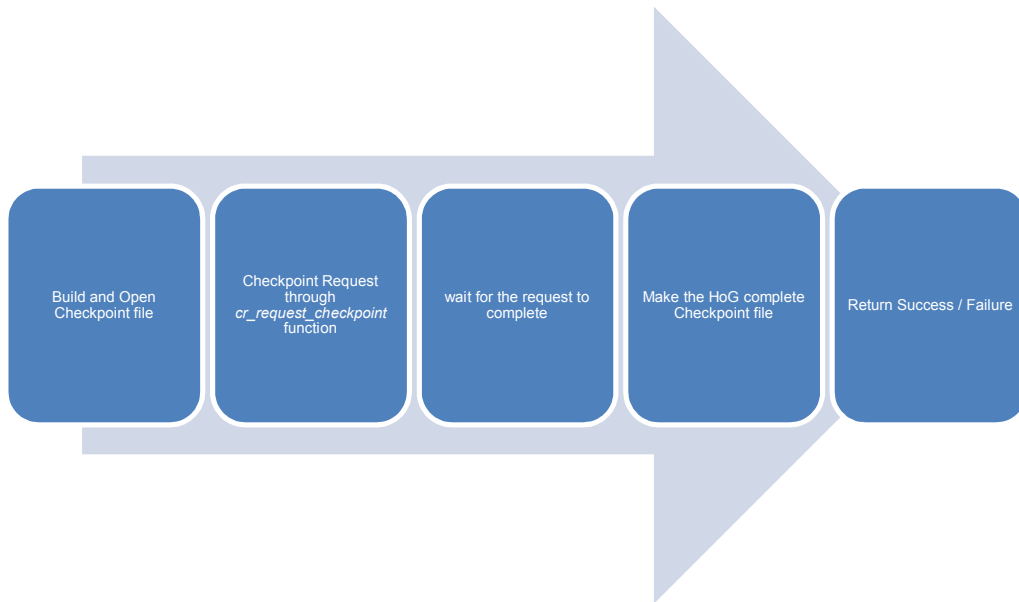 Build and Open
Checkpoint file
Checkpoint Request
through
cr_request_checkpoint
function
wait for the request to
complete
Make the HoG complete
Checkpoint file
Return Success / Failure